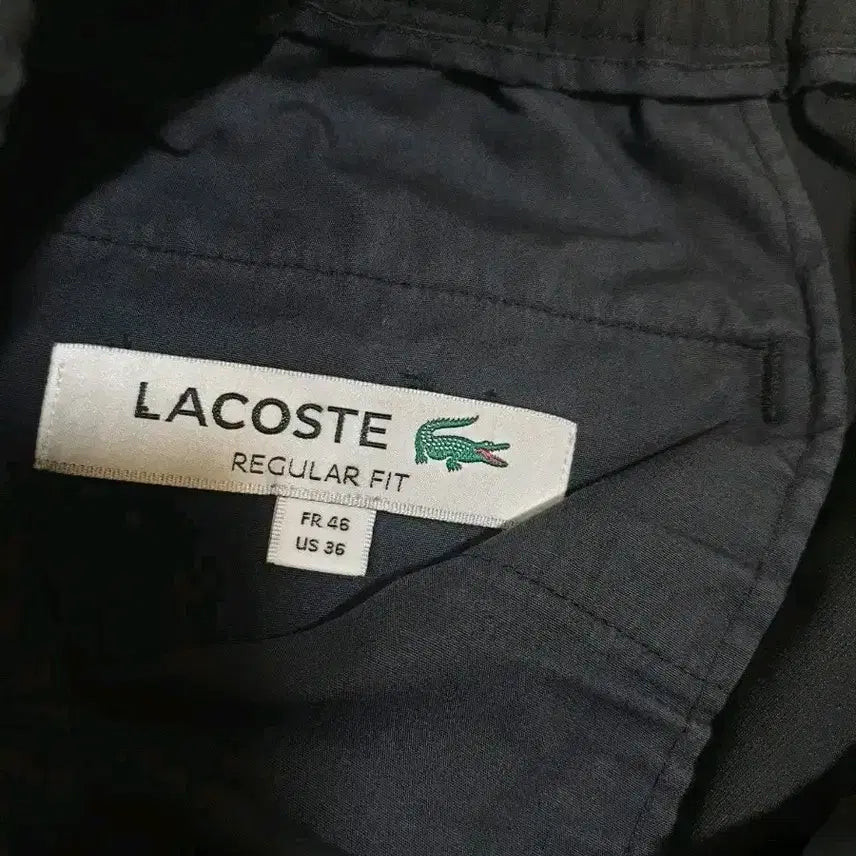 LACOSTE
REGULAR FIT
FR 46
US 36